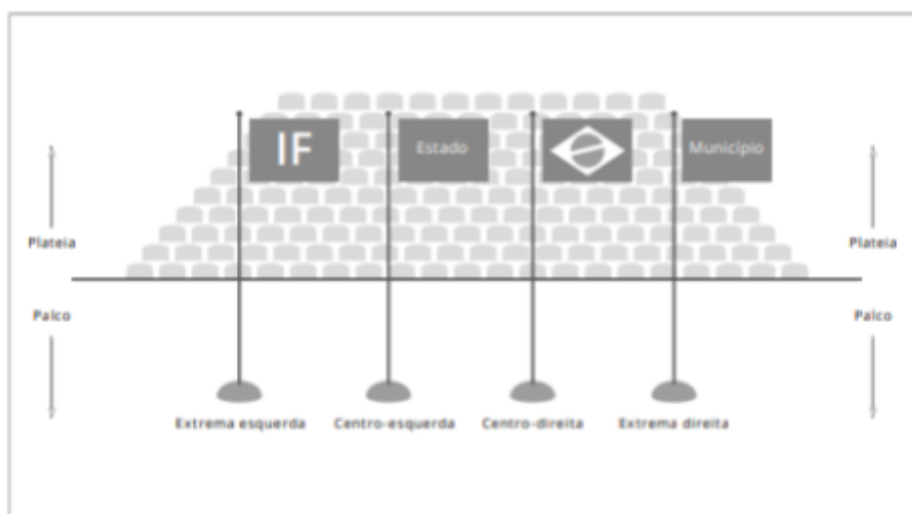 IF
Estado
Município
Plateia
Plateia
Palco
Palco
Extrema esquerda
Centro-esquerda
Centro-direita
Extrema direita